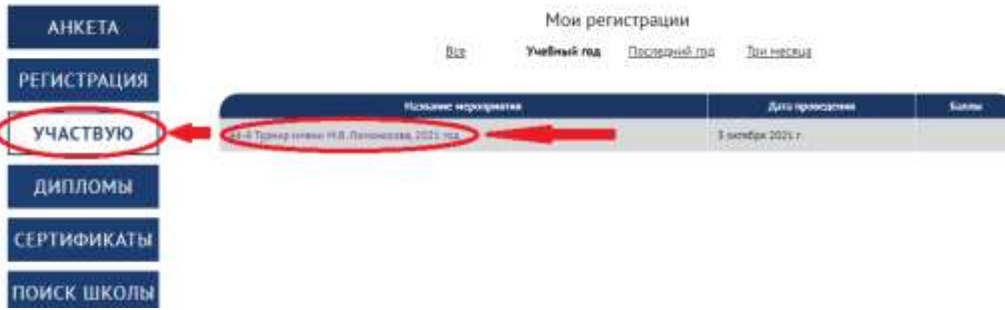 АНКЕТА
РЕГИСТРАЦИЯ
УЧАСТВУЮ
ДИПЛОМЫ
СЕРТИФИКАТЫ
ПОИСК ШКОЛЫ
Мои регистрации
Все Учебный год Последний год Три месяца
Название мероприятия Дата проведения Баллы
44-й Турнир имени М.В. Ломоносова, 2021 год 3 октября 2021 г.